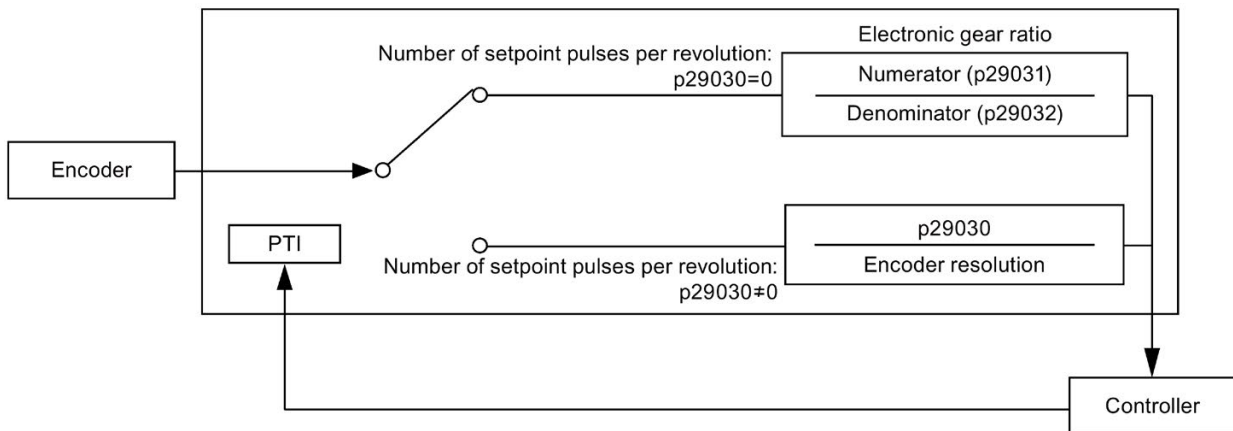 Electronic gear ratio
Number of setpoint pulses per revolution:
p29030=0
Numerator (p29031)
Denominator (p29032)
Encoder
PTI
Number of setpoint pulses per revolution:
p29030≠0
p29030
Encoder resolution
Controller